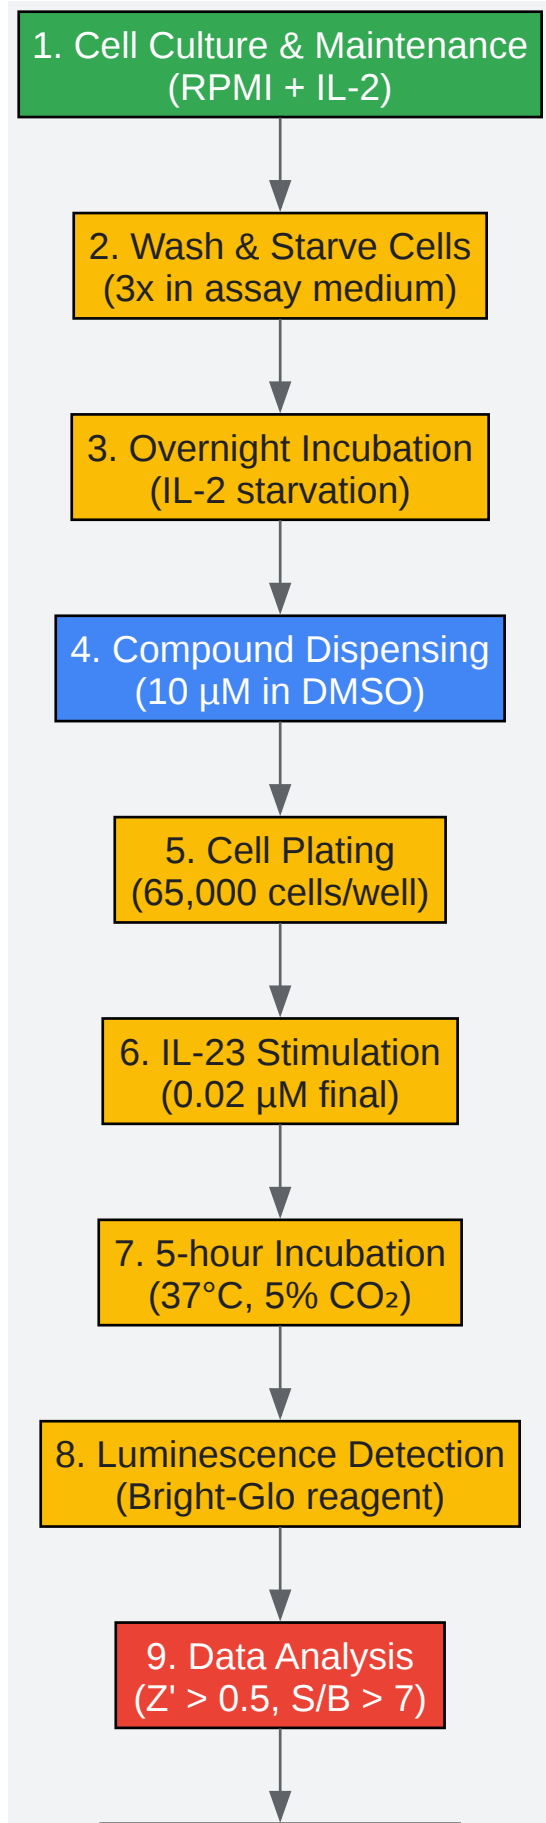 1. Cell Culture & Maintenance
(RPMI + IL-2)
2. Wash & Starve Cells
(3x in assay medium)
3. Overnight Incubation
(IL-2 starvation)
4. Compound Dispensing
(10 µM in DMSO)
5. Cell Plating
(65,000 cells/well)
6. IL-23 Stimulation
(0.02 µM final)
7. 5-hour Incubation
(37°C, 5% CO₂)
8. Luminescence Detection
(Bright-Glo reagent)
9. Data Analysis
(Z' > 0.5, S/B > 7)